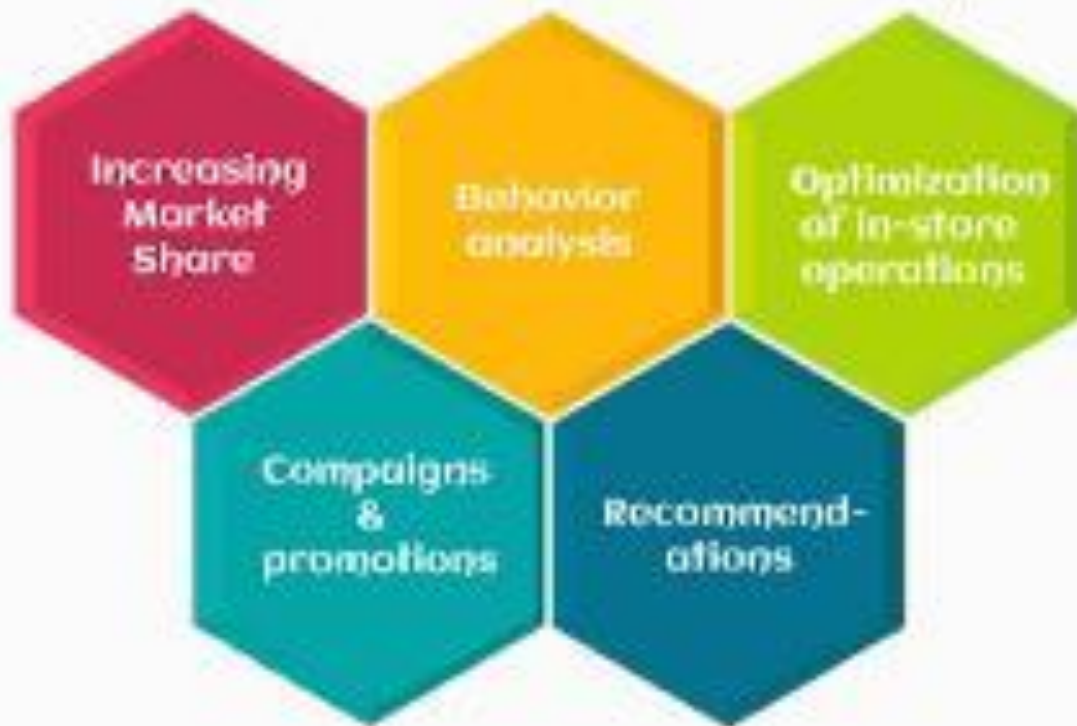 Increasing
Market
Share
Behavior
analysis
Optimization
of in-store
operations
Campaigns
&
promotions
Recommend-
ations